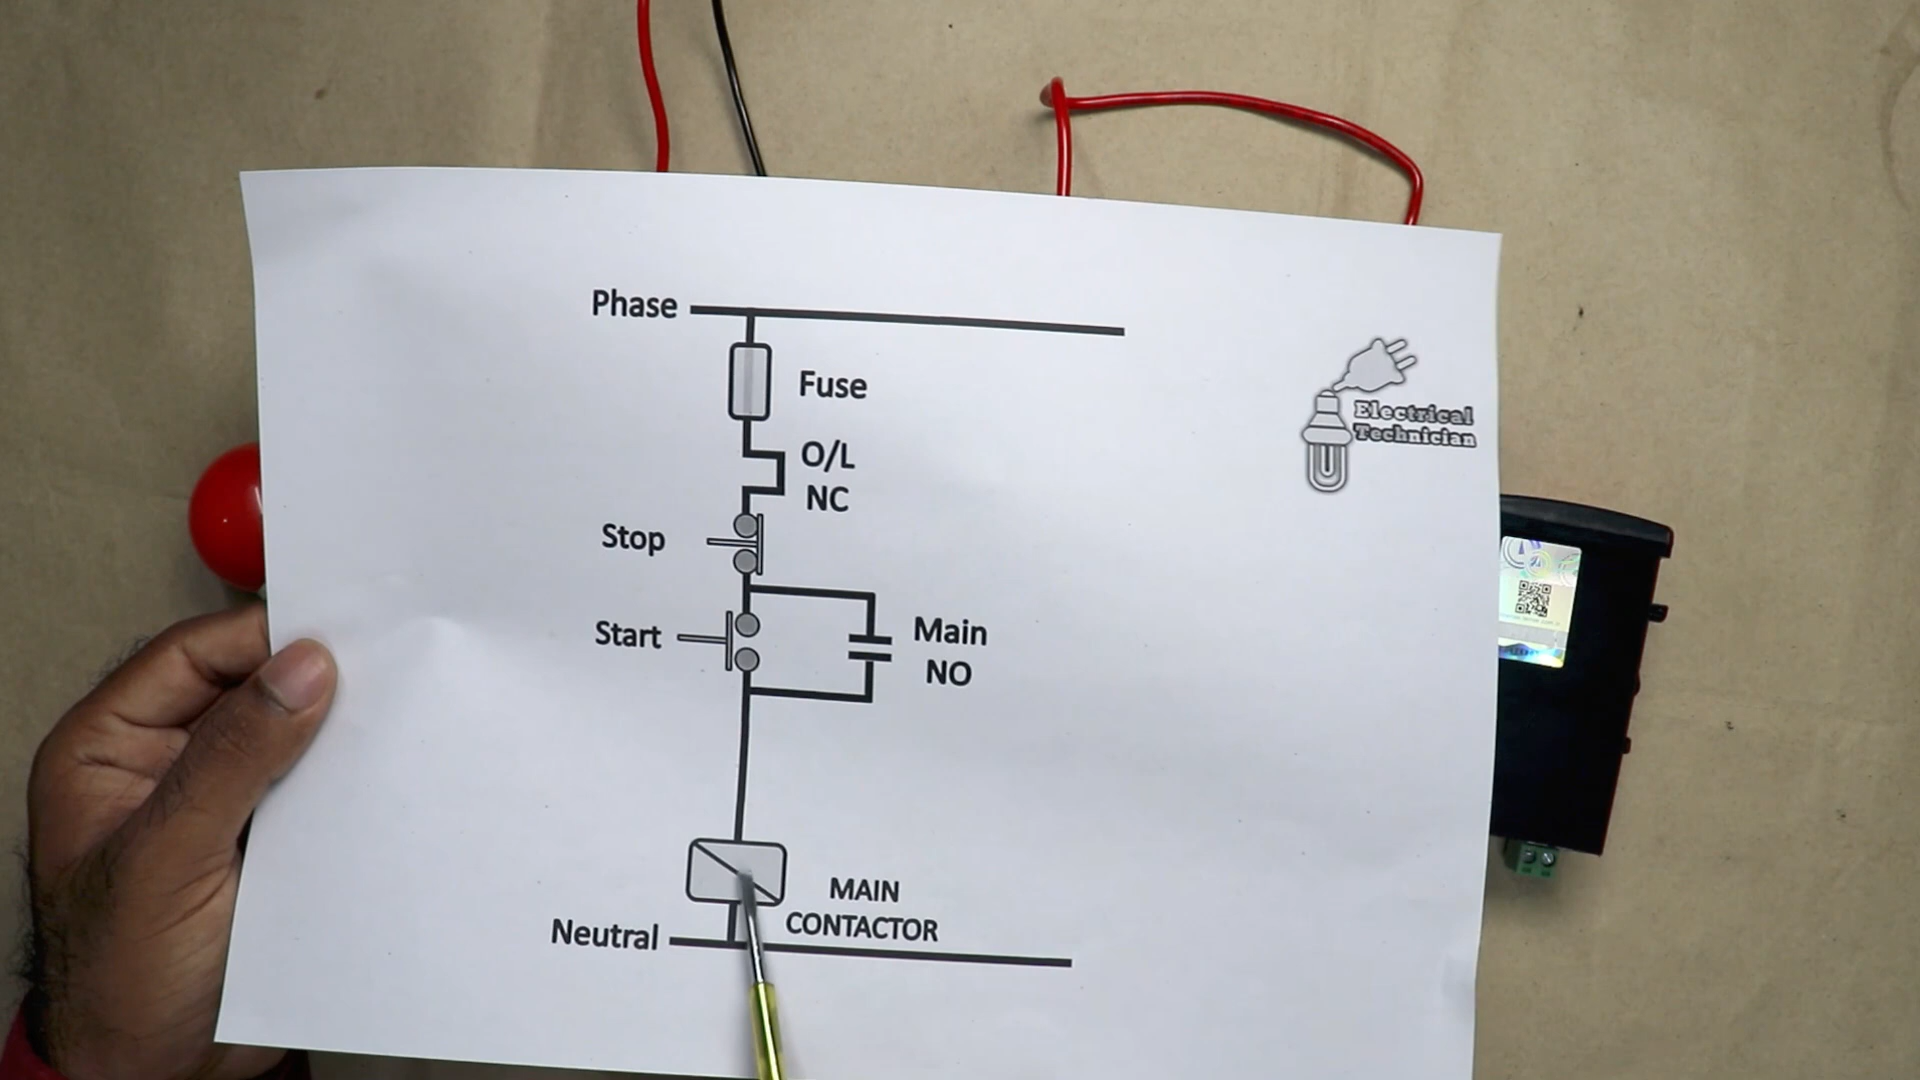 Phase
Fuse
O/L
NC
Stop
Start
Main
NO
MAIN
CONTACTOR
Neutral
Electrical
Technician